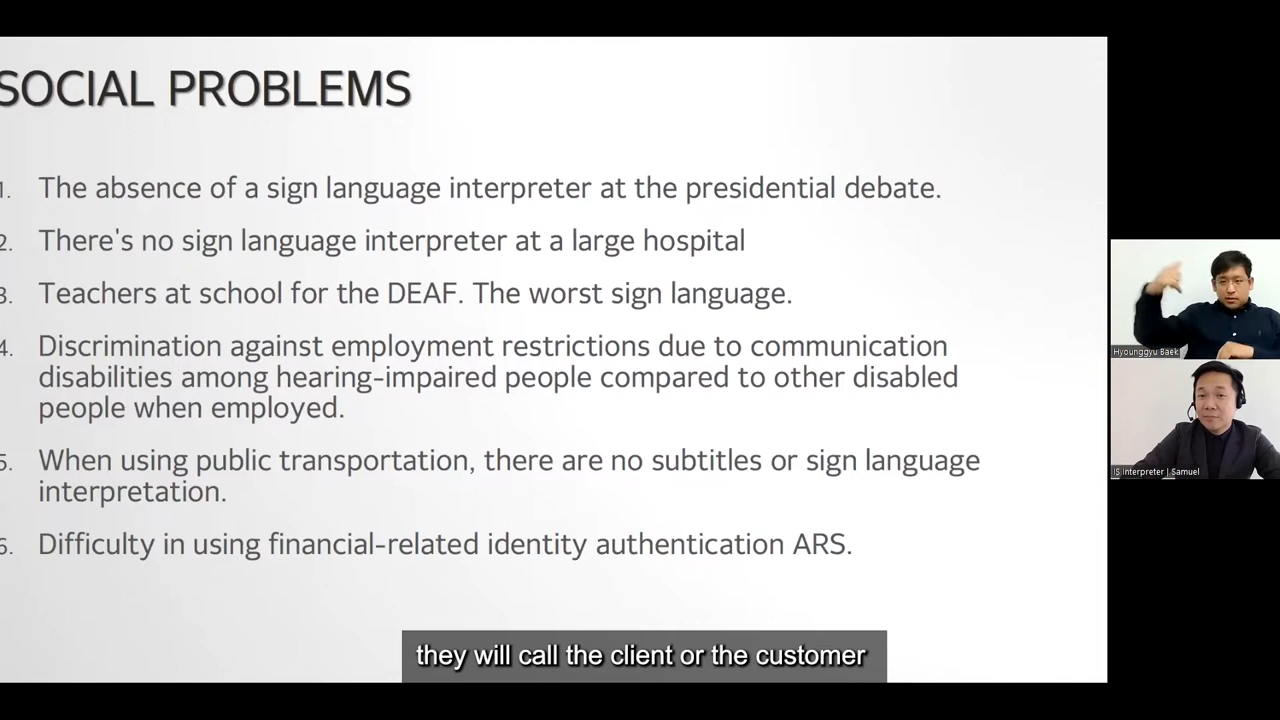 SOCIAL PROBLEMS
1. The absence of a sign language interpreter at the presidential debate.
2. There's no sign language interpreter at a large hospital
3. Teachers at school for the DEAF. The worst sign language.
4. Discrimination against employment restrictions due to communication
disabilities among hearing-impaired people compared to other disabled
people when employed.
5. When using public transportation, there are no subtitles or sign language
interpretation.
6. Difficulty in using financial-related identity authentication ARS.
Hyounggyu Baek
IS Interpreter | Samuel
they will call the client or the customer